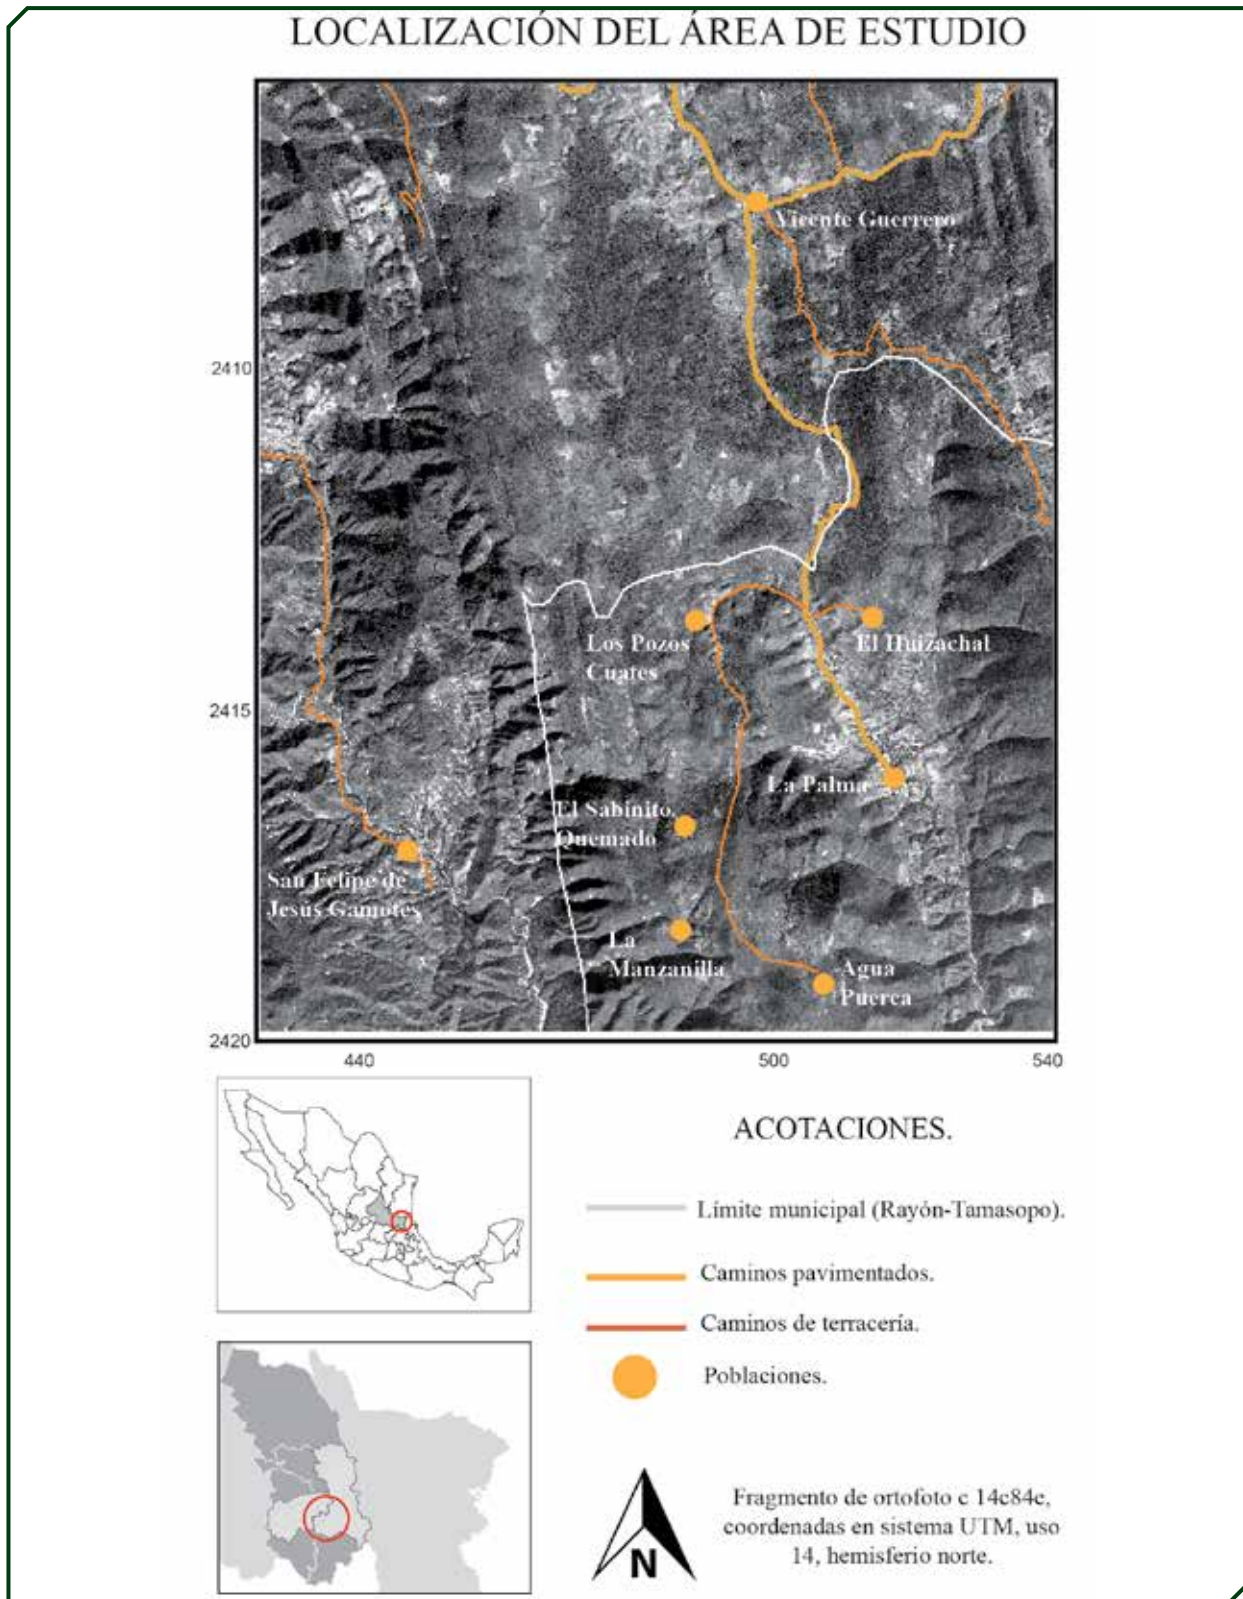 LOCALIZACIÓN DEL ÁREA DE ESTUDIO
Vicente Guerrero
2410
Los Pozos
Cuates
El Huizachal
2415
La Palma
El Sabinito
Quemado
San Felipe de
Jesus Gamotes
La
Manzanilla
Agua
Puerca
2420
440
500
540
ACOTACIONES.
Límite municipal (Rayón-Tamasopo).
Caminos pavimentados.
Caminos de terracería.
Poblaciones.
N
Fragmento de ortofoto c 14c84e,
coordenadas en sistema UTM, uso
14, hemisferio norte.